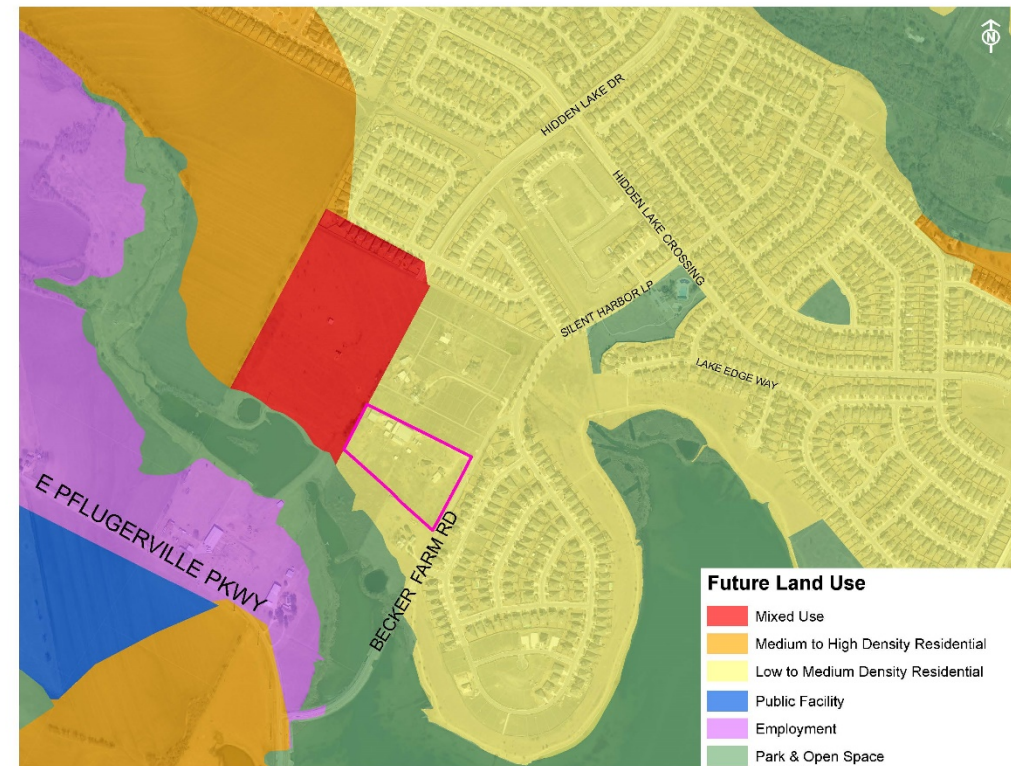 N
HIDDEN LAKE DR
HIDDEN LAKE CROSSING
SILENT HARBOR LP
LAKE EDGE WAY
E PFLUGERVILLE PKWY
BECKER FARM RD
Future Land Use
Mixed Use
Medium to High Density Residential
Low to Medium Density Residential
Public Facility
Employment
Park & Open Space